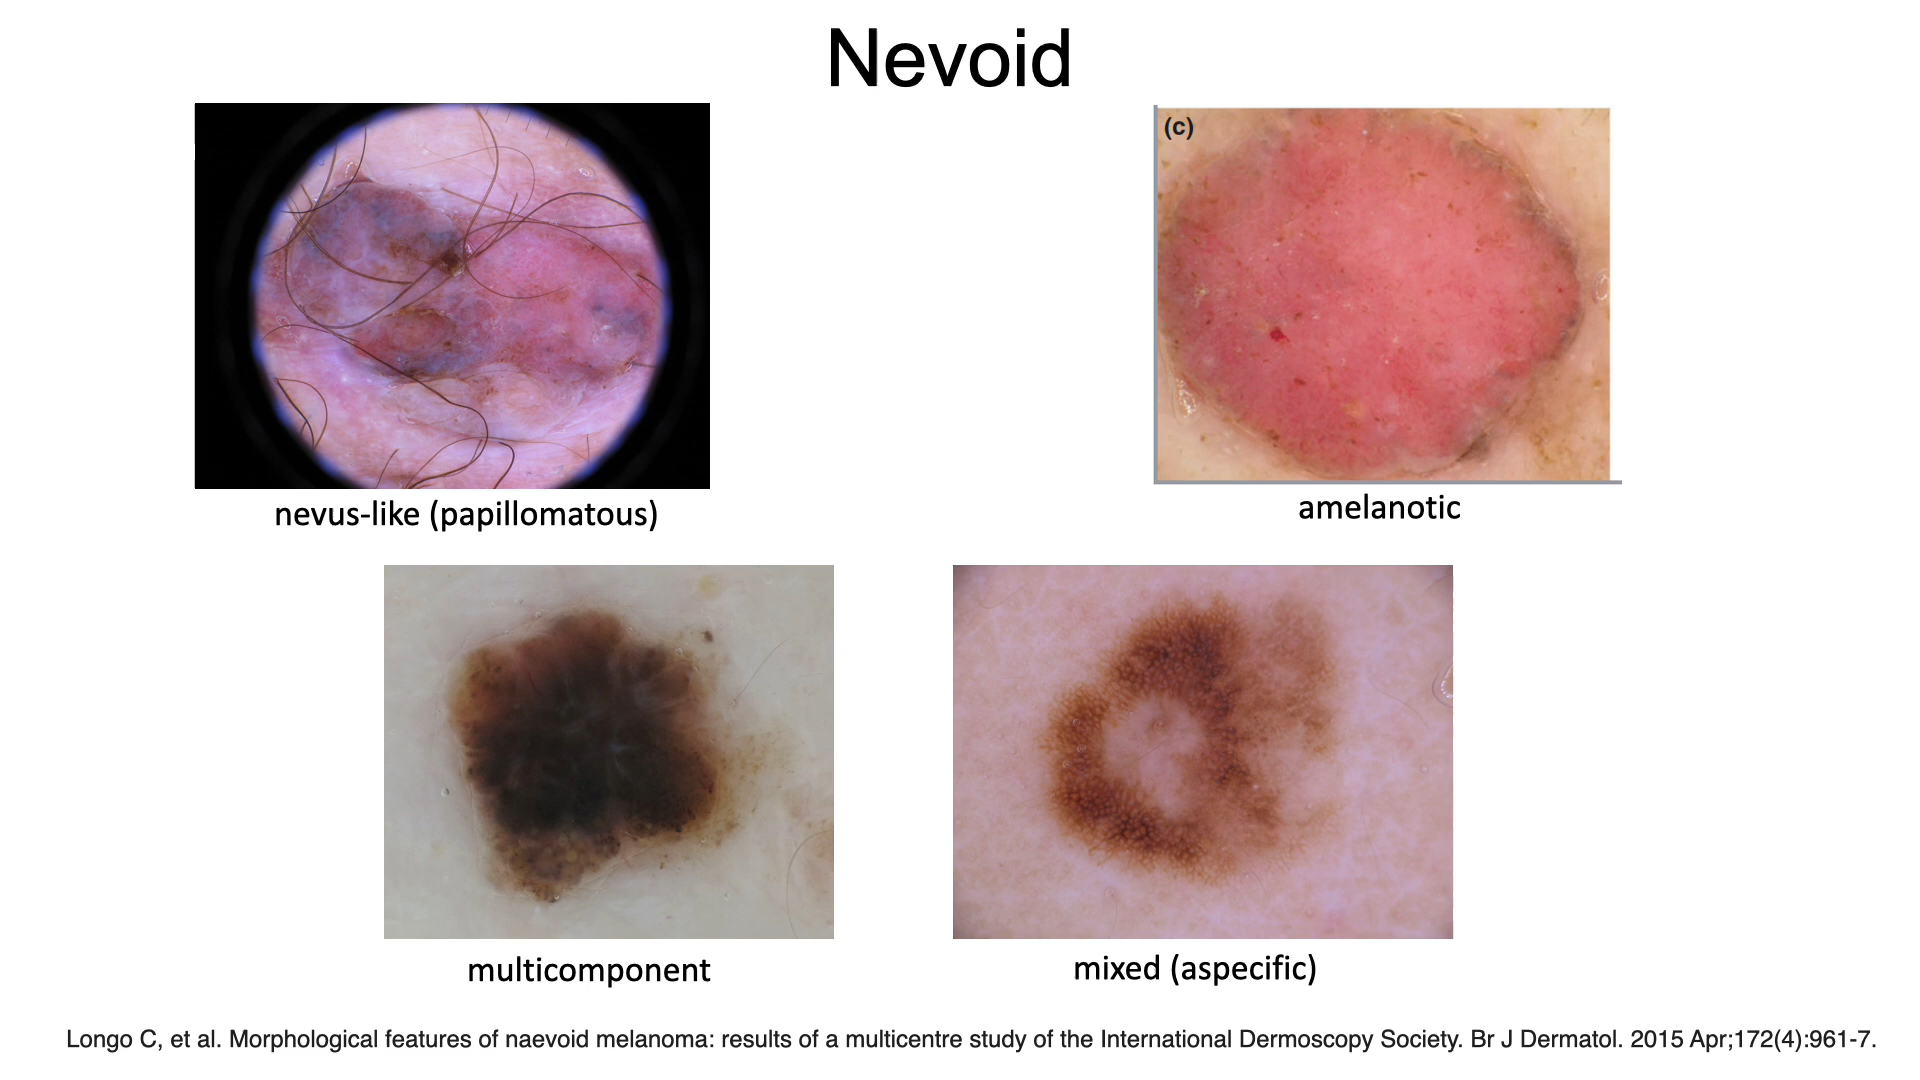 Nevoid
(c)
nevus-like (papillomatous)
amelanotic
multicomponent
mixed (aspecific)
Longo C, et al. Morphological features of naevoid melanoma: results of a multicentre study of the International Dermoscopy Society. Br J Dermatol. 2015 Apr;172(4):961-7.